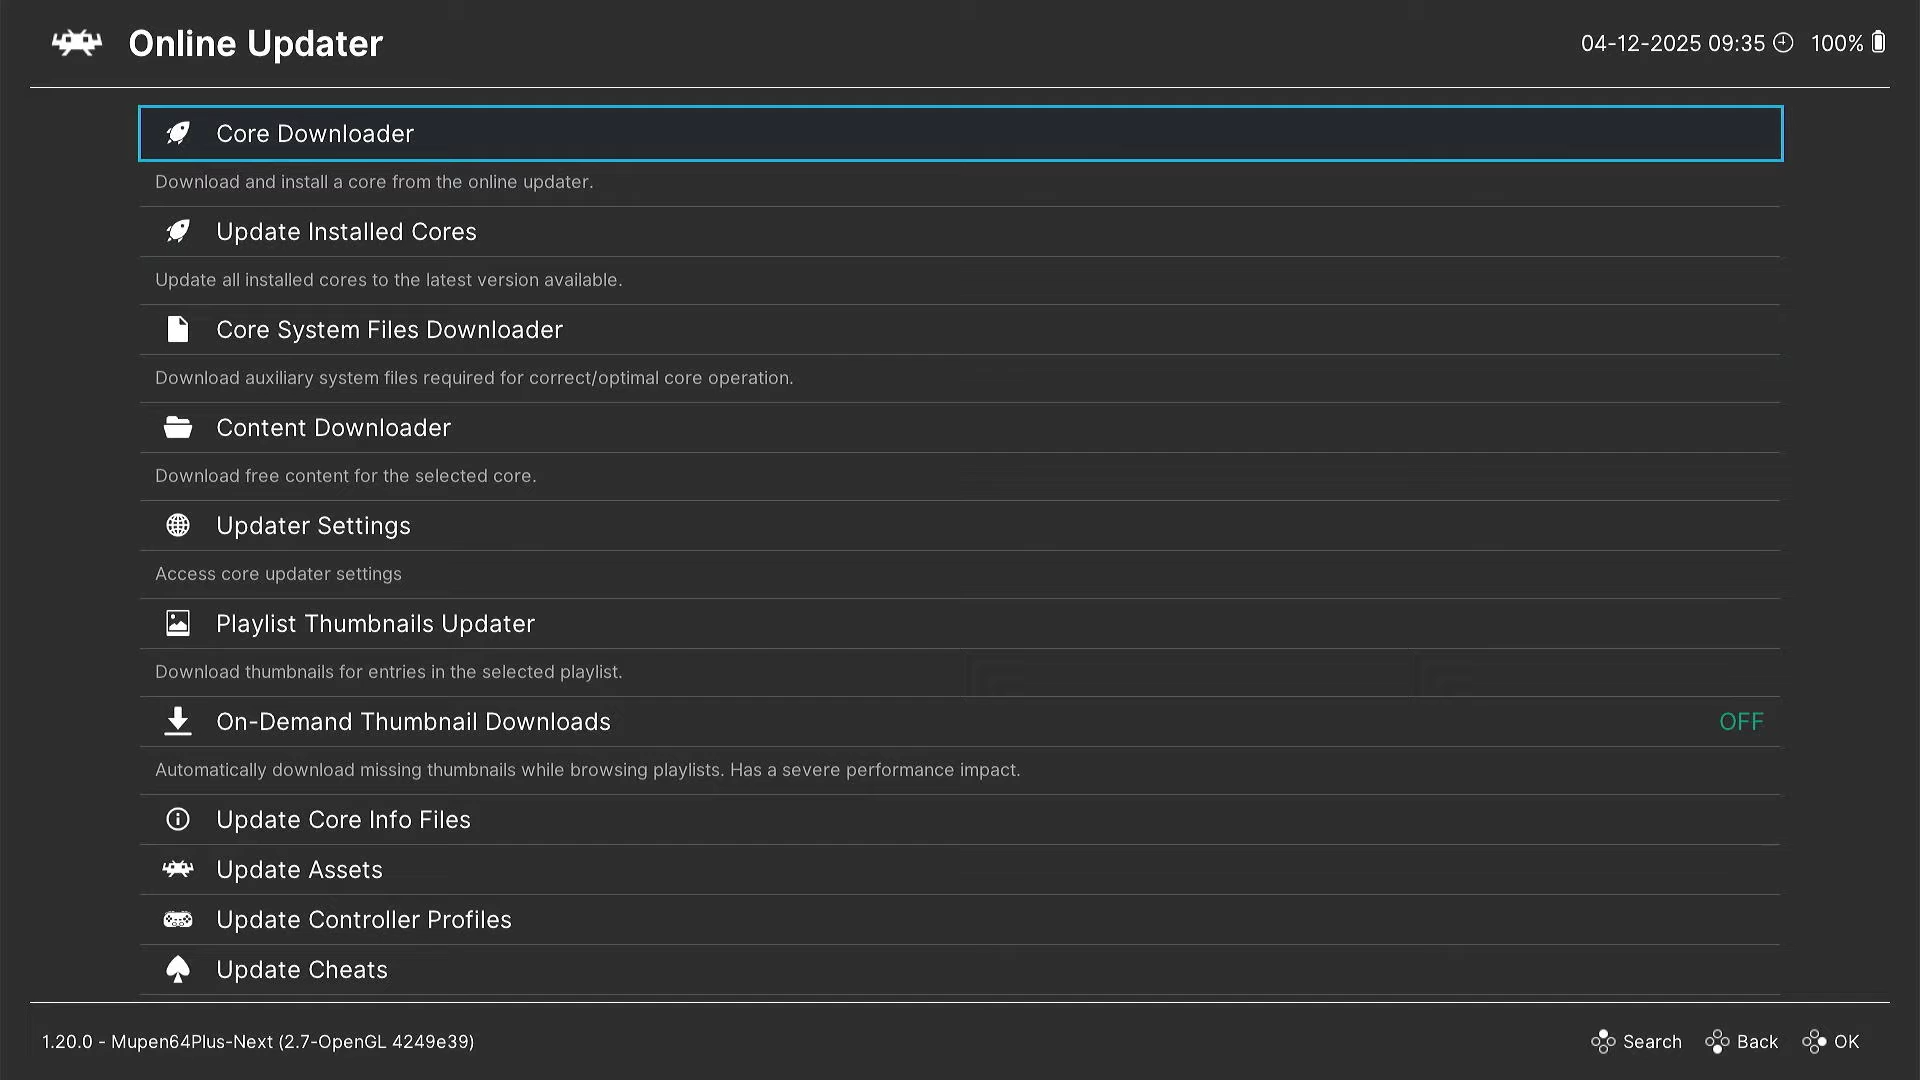 Online Updater
04-12-2025 09:35 100%
Core Downloader
Download and install a core from the online updater.
Update Installed Cores
Update all installed cores to the latest version available.
Core System Files Downloader
Download auxiliary system files required for correct/optimal core operation.
Content Downloader
Download free content for the selected core.
Updater Settings
Access core updater settings
Playlist Thumbnails Updater
Download thumbnails for entries in the selected playlist.
On-Demand Thumbnail Downloads OFF
Automatically download missing thumbnails while browsing playlists. Has a severe performance impact.
Update Core Info Files
Update Assets
Update Controller Profiles
Update Cheats
1.20.0 - Mupen64Plus-Next (2.7-OpenGL 4249e39)
Search Back OK